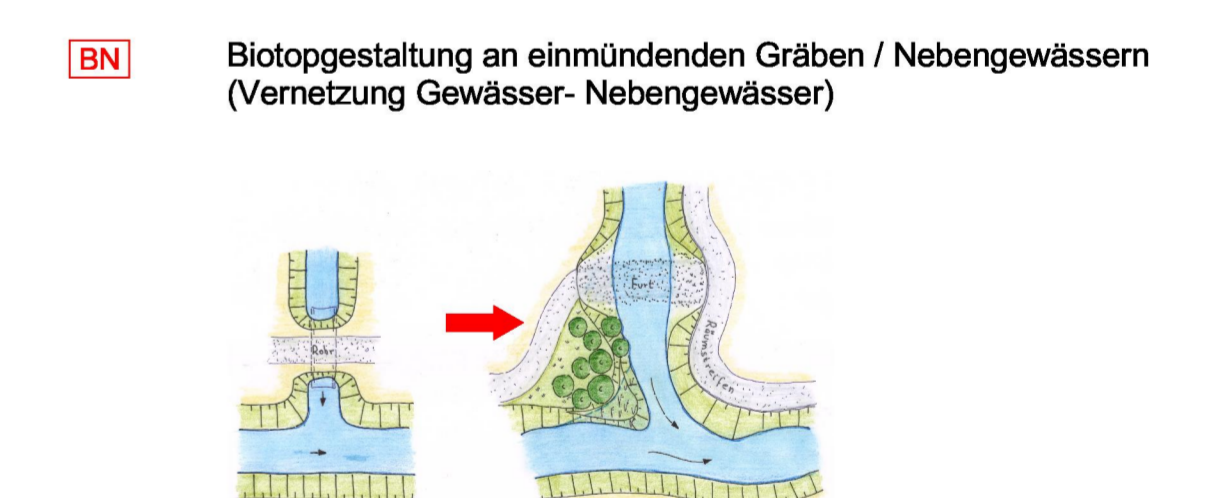 BN
Biotopgestaltung an einmündenden Gräben / Nebengewässern
(Vernetzung Gewässer- Nebengewässer)
Furt
Räumstreifen
Rohr